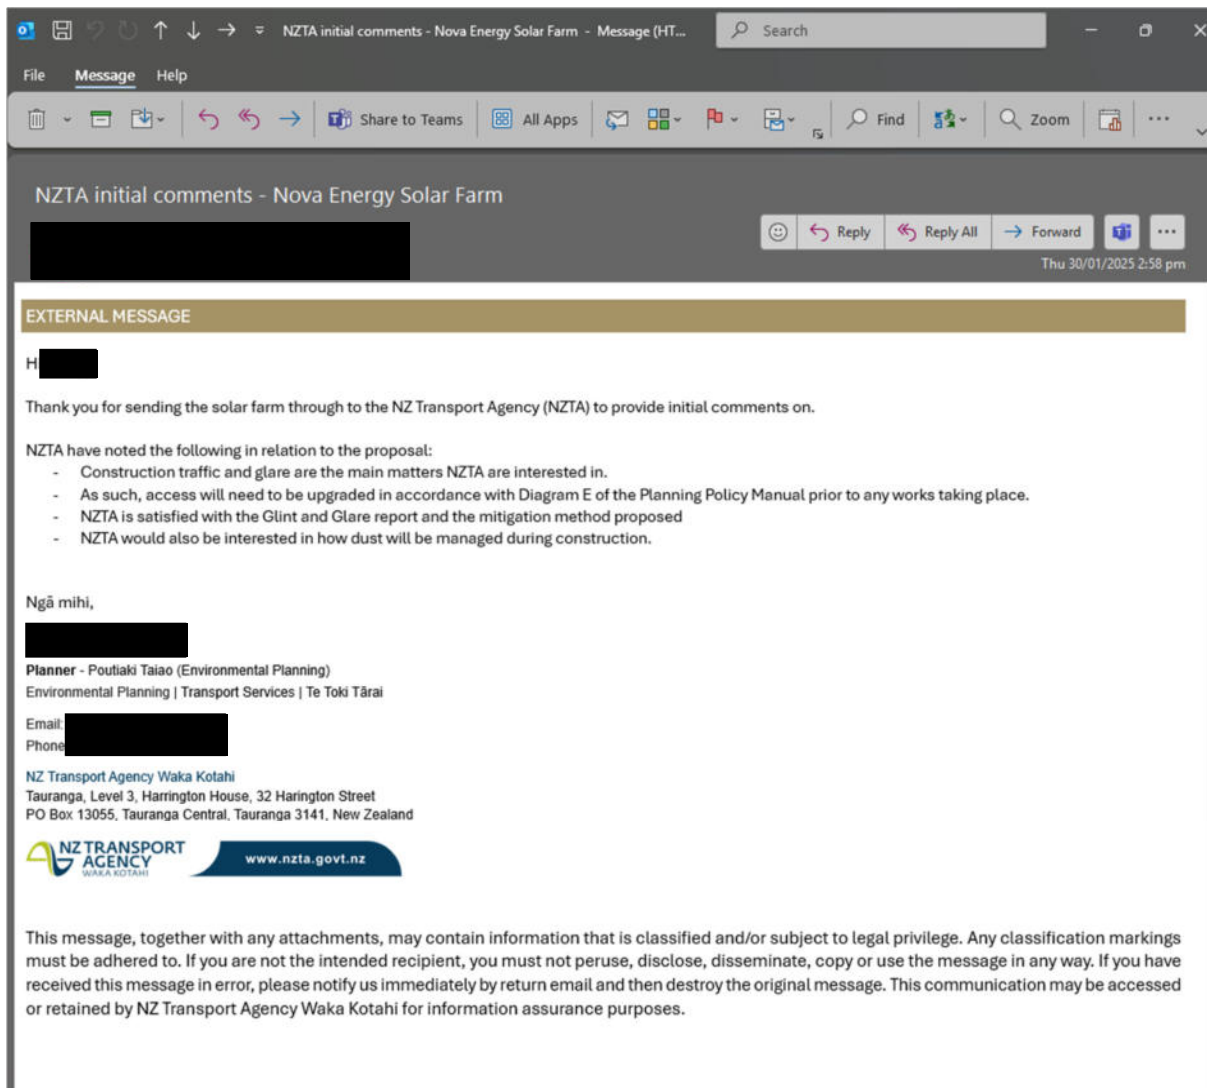 NZTA initial comments - Nova Energy Solar Farm - Message (HT...
Search
File Message Help
Share to Teams All Apps Find Zoom
NZTA initial comments - Nova Energy Solar Farm
Reply Reply All Forward
Thu 30/01/2025 2:58 pm
EXTERNAL MESSAGE
H
Thank you for sending the solar farm through to the NZ Transport Agency (NZTA) to provide initial comments on.
NZTA have noted the following in relation to the proposal:
- Construction traffic and glare are the main matters NZTA are interested in.
- As such, access will need to be upgraded in accordance with Diagram E of the Planning Policy Manual prior to any works taking place.
- NZTA is satisfied with the Glint and Glare report and the mitigation method proposed
- NZTA would also be interested in how dust will be managed during construction.
Ngā mihi,
Planner - Poutiaki Taiao (Environmental Planning)
Environmental Planning | Transport Services | Te Toki Tārai
Email:
Phone
NZ Transport Agency Waka Kotahi
Tauranga, Level 3, Harrington House, 32 Harington Street
PO Box 13055, Tauranga Central, Tauranga 3141, New Zealand
NZ TRANSPORT
AGENCY
WAKA KOTAHI
www.nzta.govt.nz
This message, together with any attachments, may contain information that is classified and/or subject to legal privilege. Any classification markings
must be adhered to. If you are not the intended recipient, you must not peruse, disclose, disseminate, copy or use the message in any way. If you have
received this message in error, please notify us immediately by return email and then destroy the original message. This communication may be accessed
or retained by NZ Transport Agency Waka Kotahi for information assurance purposes.